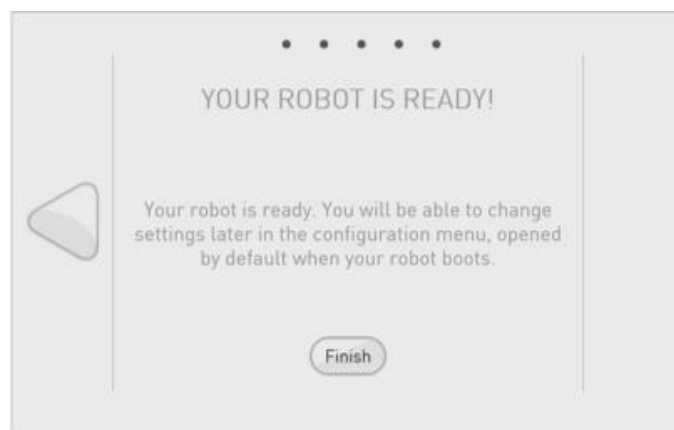 YOUR ROBOT IS READY!
Your robot is ready. You will be able to change
settings later in the configuration menu, opened
by default when your robot boots.
Finish